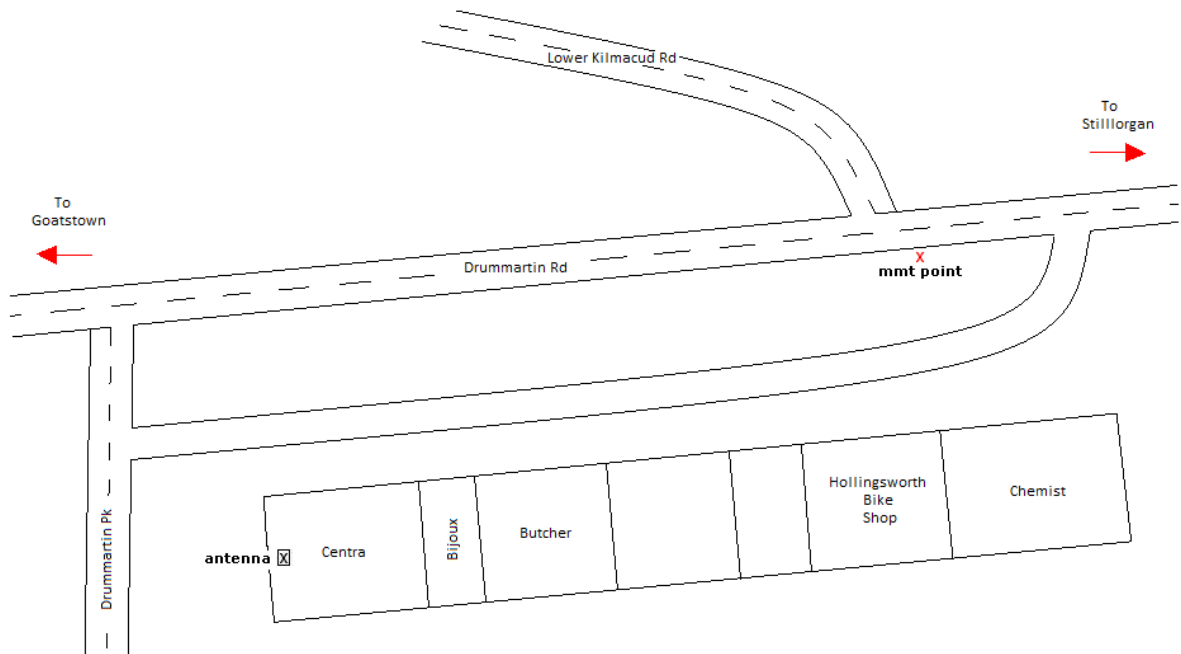 Lower Kilmacud Rd
To
Stilllorgan
To
Goatstown
Drummartin Rd
X
mmt point
Drummartin Pk
antenna X
Centra
Bijoux
Butcher
Hollingsworth
Bike
Shop
Chemist